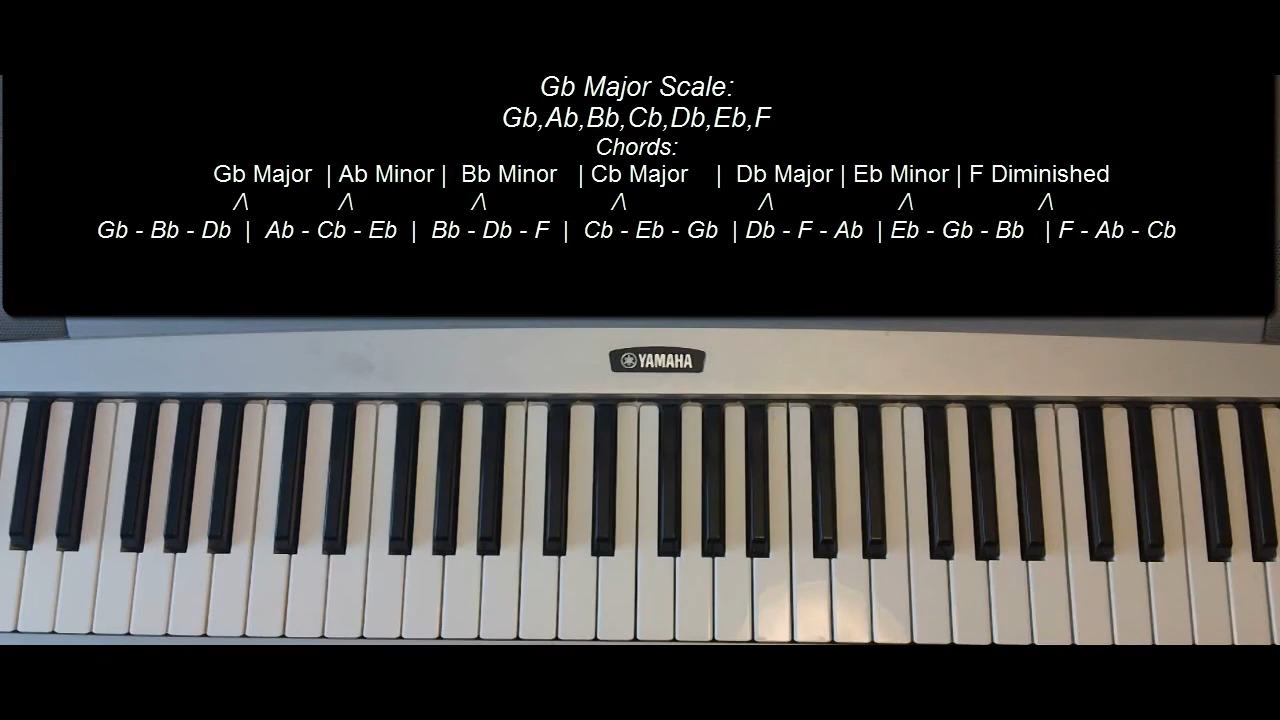 Gb Major Scale:
Gb,Ab,Bb,Cb,Db,Eb,F
Chords:
Gb Major | Ab Minor | Bb Minor | Cb Major | Db Major | Eb Minor | F Diminished
^ ^ ^ ^ ^ ^ ^
Gb - Bb - Db | Ab - Cb - Eb | Bb - Db - F | Cb - Eb - Gb | Db - F - Ab | Eb - Gb - Bb | F - Ab - Cb
YAMAHA